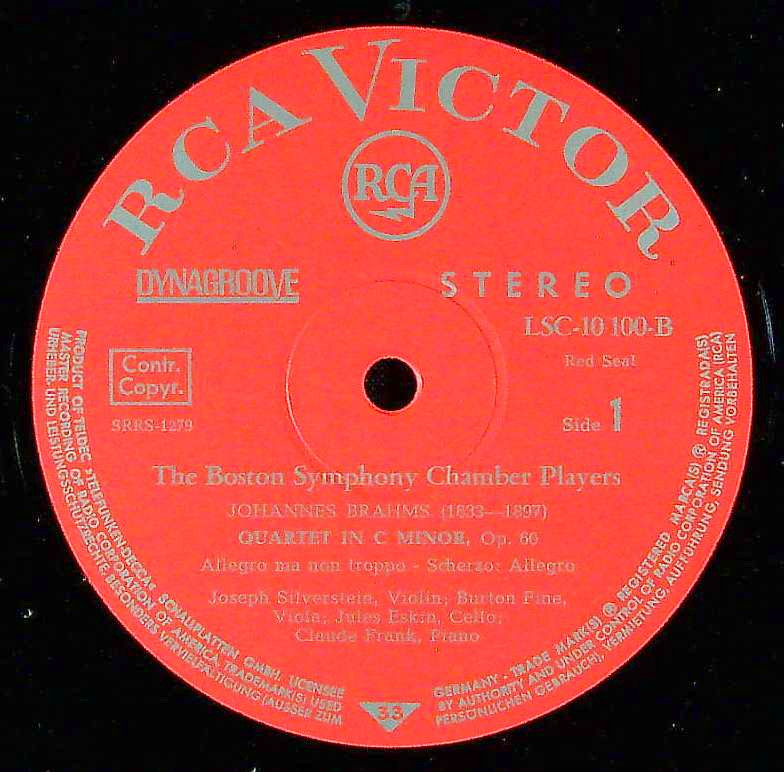 RCA VICTOR
RCA
DYNAGROOVE
STEREO
LSC-10 100-B
Contr.
Copyr.
Red Seal
SRRS-1279
Side 1
The Boston Symphony Chamber Players
JOHANNES BRAHMS (1833—1897)
QUARTET IN C MINOR, Op. 60
Allegro ma non troppo - Scherzo: Allegro
Joseph Silverstein, Violin; Burton Fine,
Viola; Jules Eskin, Cello;
Claude Frank, Piano
PRODUCT OF TELDEC »TELEFUNKEN-DECCA« SCHALLPLATTEN GMBH. LICENSEE
MASTER RECORDING OF RADIO CORPORATION OF AMERICA. TRADEMARK(S) USED
URHEBER- UND LEISTUNGSSCHUTZRECHTE, BESONDERS VERVIELFÄLTIGUNG (AUSSER ZUM
33
GERMANY - TRADE MARK(S) ® REGISTERED MARCA(S) ® REGISTRADA(S)
BY AUTHORITY AND UNDER CONTROL OF RADIO CORPORATION OF AMERICA (RCA)
PERSÖNLICHEN GEBRAUCH), VERMIETUNG, AUFFÜHRUNG, SENDUNG VORBEHALTEN